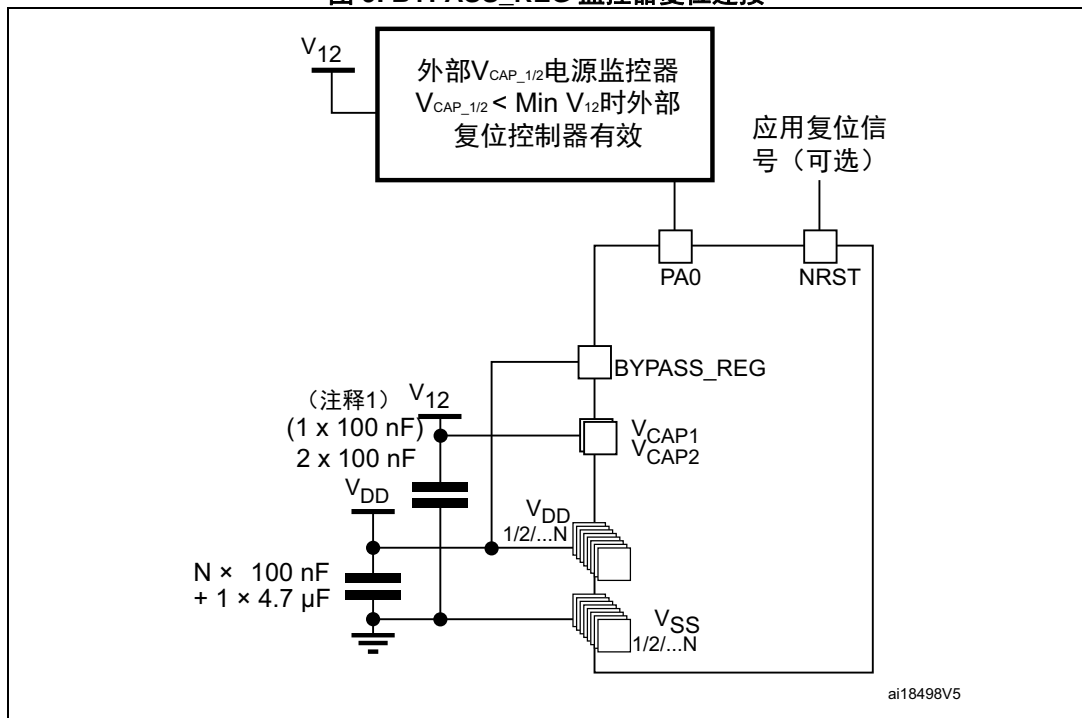 图 6. BYPASS_REG 监控器复位连接
V12
外部VCAP_1/2电源监控器
VCAP_1/2 < Min V12时外部
复位控制器有效
应用复位信
号（可选）
PA0
NRST
BYPASS_REG
（注释1）
V12
(1 x 100 nF)
2 x 100 nF
VCAP1
VCAP2
VDD
VDD
1/2/...N
N × 100 nF
+ 1 × 4.7 µF
VSS
1/2/...N
ai18498V5